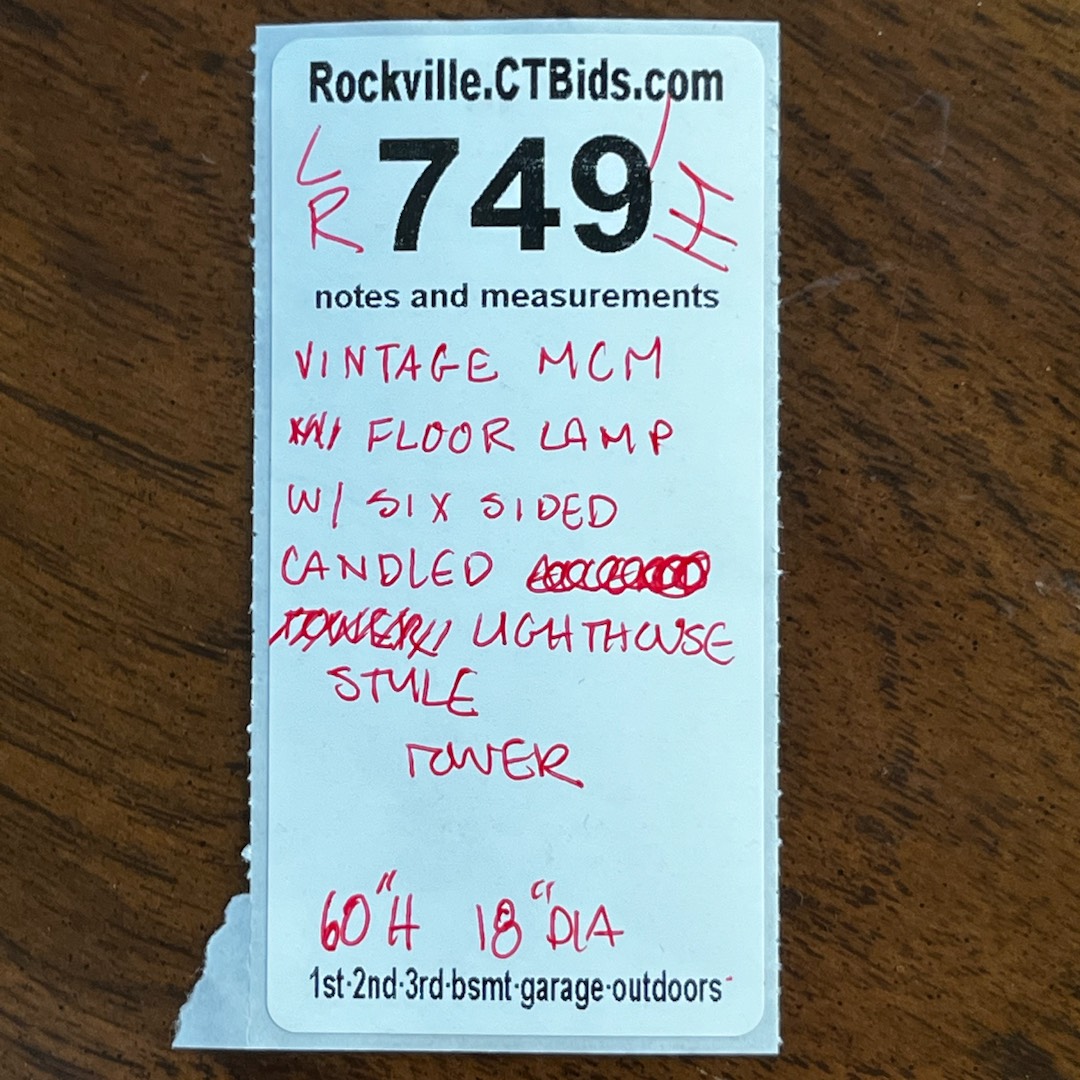 Rockville.CTBids.com
L
R
749
notes and measurements
VINTAGE MCM
FLOOR LAMP
W/ SIX SIDED
CANDLED
LIGHTHOUSE
STYLE
TOWER
60"H 18"DIA
1st·2nd·3rd·bsmt·garage·outdoors